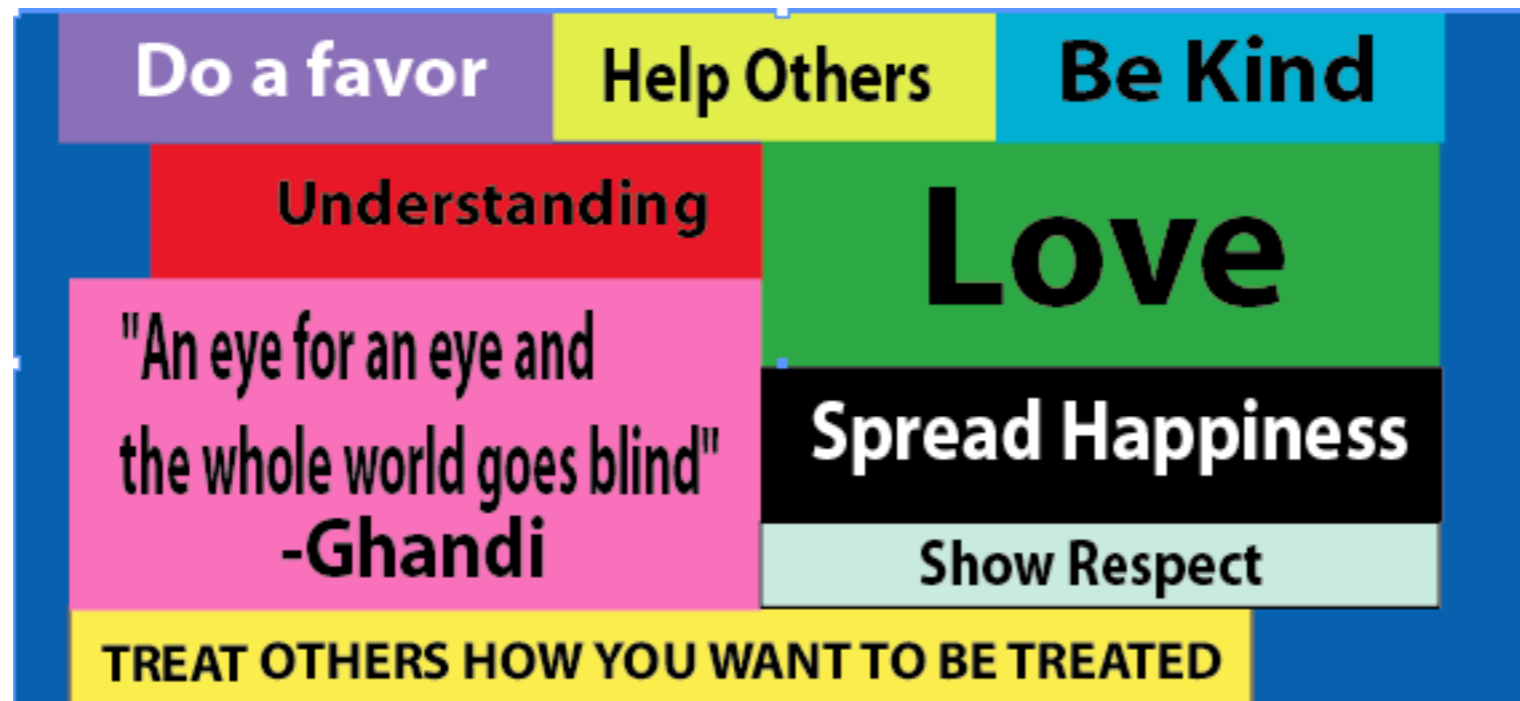 Do a favor
Help Others
Be Kind
Understanding
Love
"An eye for an eye and
the whole world goes blind"
-Ghandi
Spread Happiness
Show Respect
TREAT OTHERS HOW YOU WANT TO BE TREATED